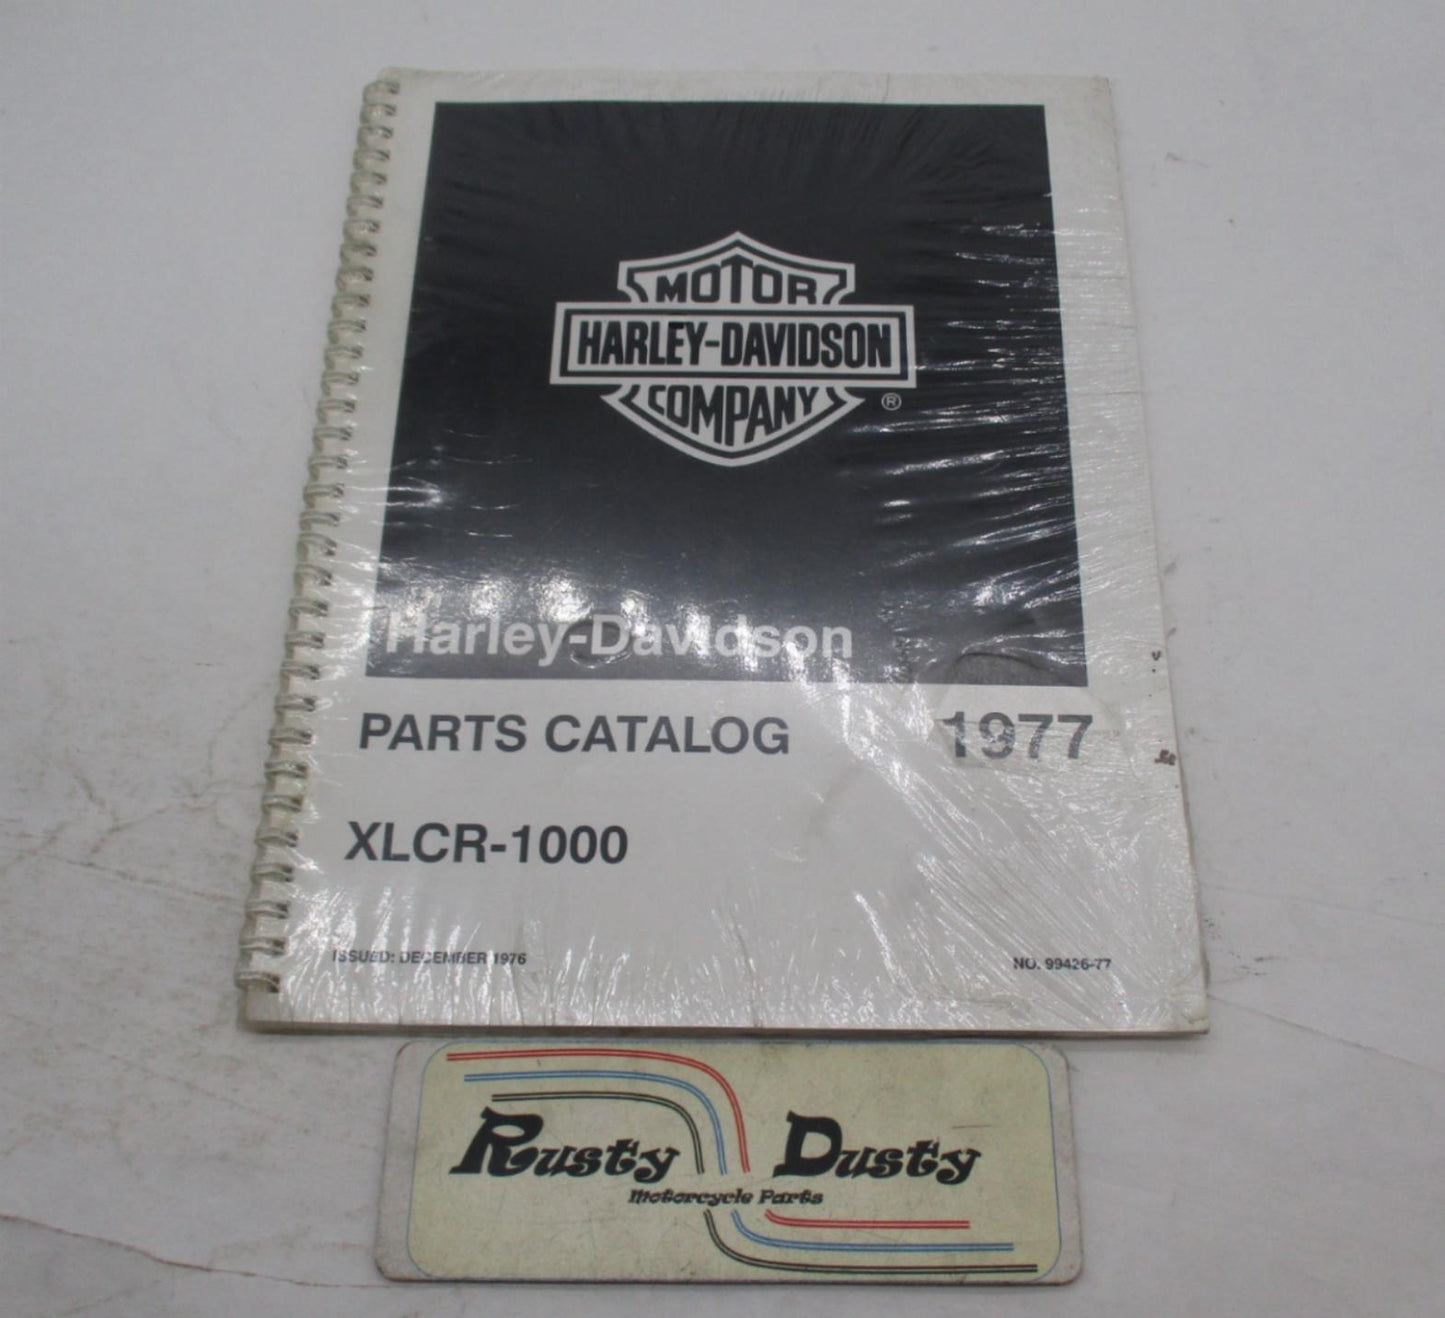 MOTOR
HARLEY-DAVIDSON
COMPANY
®
Harley-Davidson
PARTS CATALOG 1977
XLCR-1000
ISSUED: DECEMBER 1976 NO. 99426-77
Rusty Dusty
Motorcycle Parts